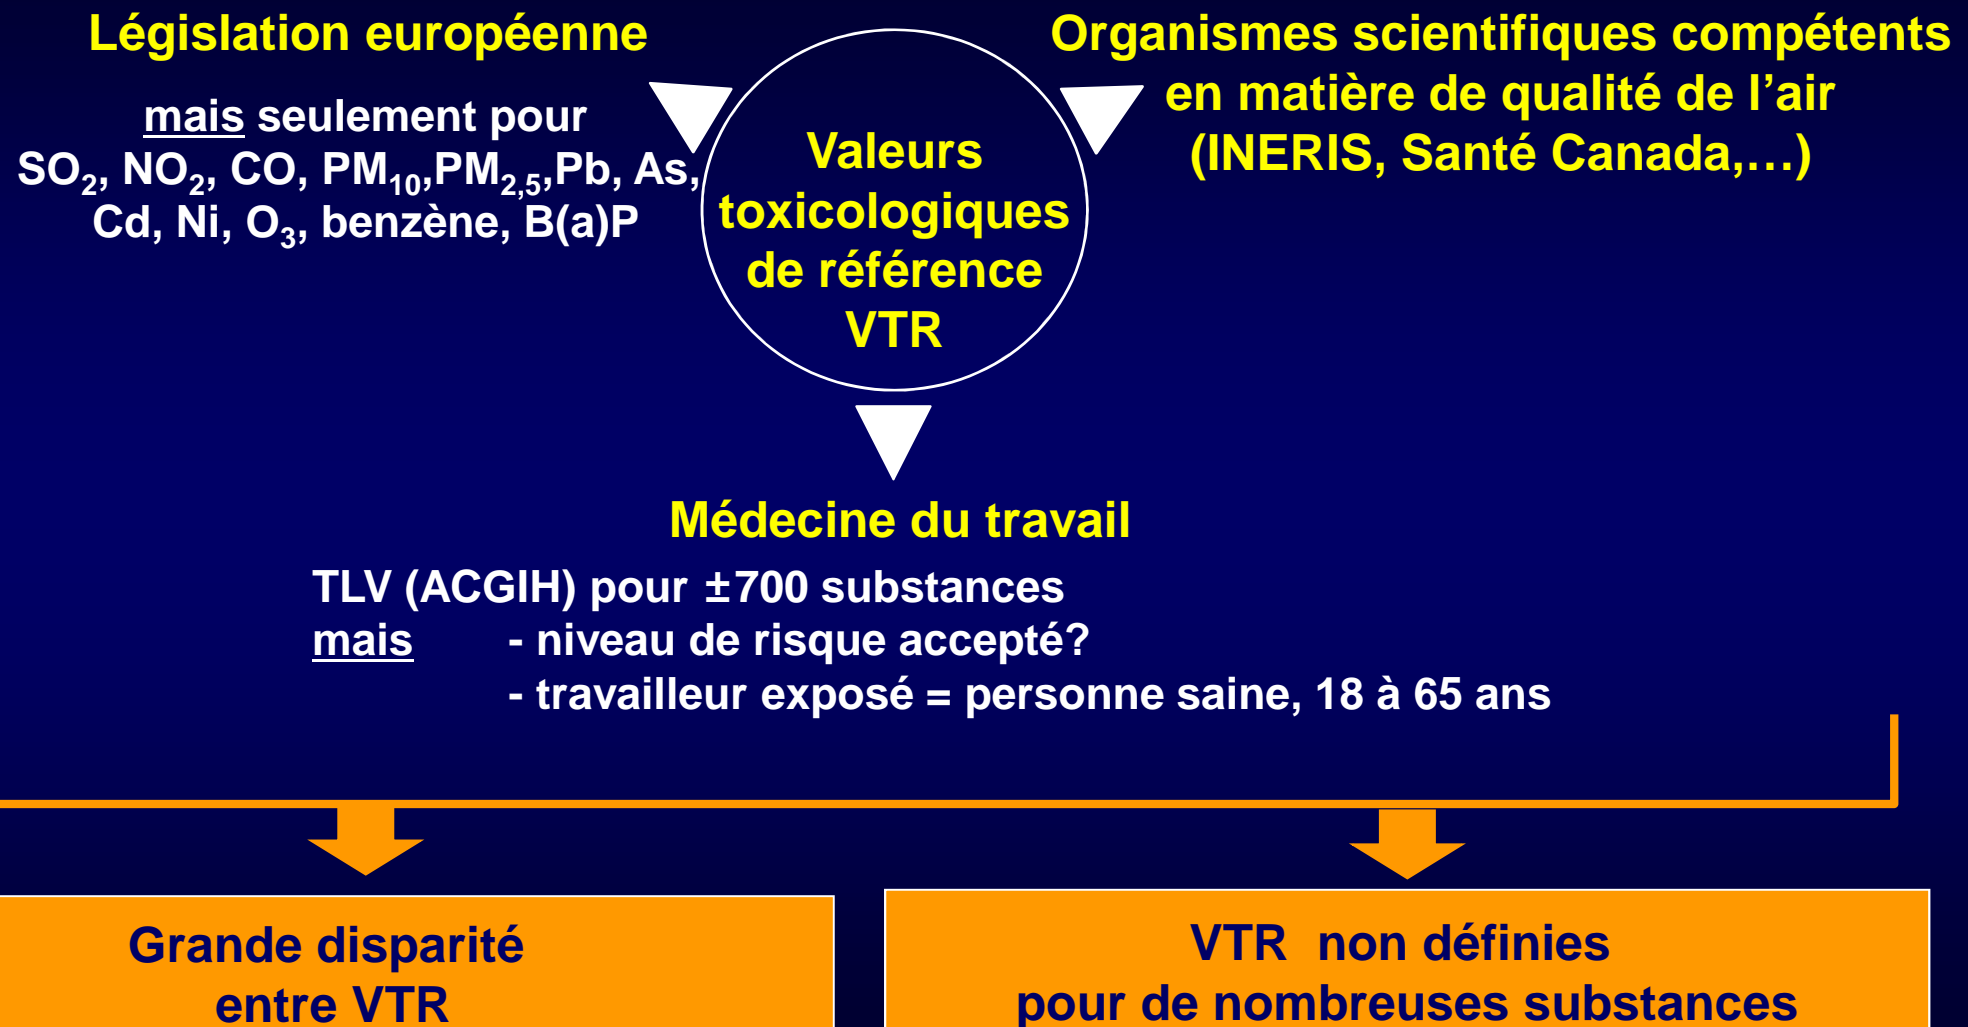 Législation européenne
mais seulement pour
SO2, NO2, CO, PM10,PM2,5,Pb, As,
Cd, Ni, O3, benzène, B(a)P
Organismes scientifiques compétents
en matière de qualité de l’air
(INERIS, Santé Canada,…)
Valeurs
toxicologiques
de référence
VTR
Médecine du travail
TLV (ACGIH) pour ±700 substances
mais - niveau de risque accepté?
- travailleur exposé = personne saine, 18 à 65 ans
Grande disparité
entre VTR
VTR non définies
pour de nombreuses substances